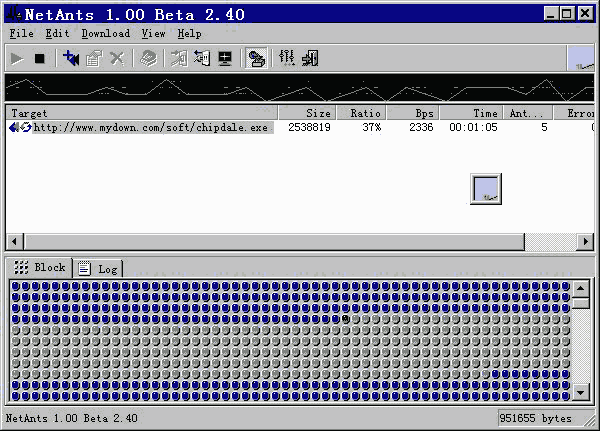 NetAnts 1.00 Beta 2.40
File Edit Download View Help
Target Size Ratio Bps Time Ant... Error
http://www.mydown.com/soft/chipdale.exe 2538819 37% 2336 00:01:05 5
Block Log
NetAnts 1.00 Beta 2.40 951655 bytes